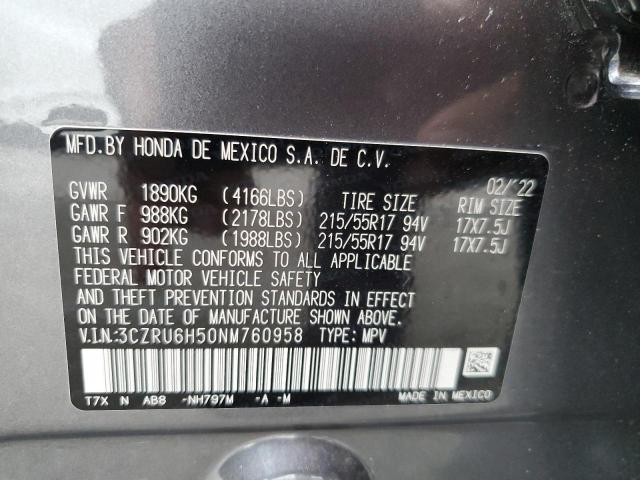 MFD.BY HONDA DE MEXICO S.A. DE C.V.
02/'22
GVWR 1890KG (4166LBS) TIRE SIZE RIM SIZE
GAWR F 988KG (2178LBS) 215/55R17 94V 17X7.5J
GAWR R 902KG (1988LBS) 215/55R17 94V 17X7.5J
THIS VEHICLE CONFORMS TO ALL APPLICABLE
FEDERAL MOTOR VEHICLE SAFETY
AND THEFT PREVENTION STANDARDS IN EFFECT
ON THE DATE OF MANUFACTURE SHOWN ABOVE.
V.I.N.:3CZRU6H50NM760958 TYPE: MPV
T7X N AB8 -NH797M -A -M
MADE IN MEXICO